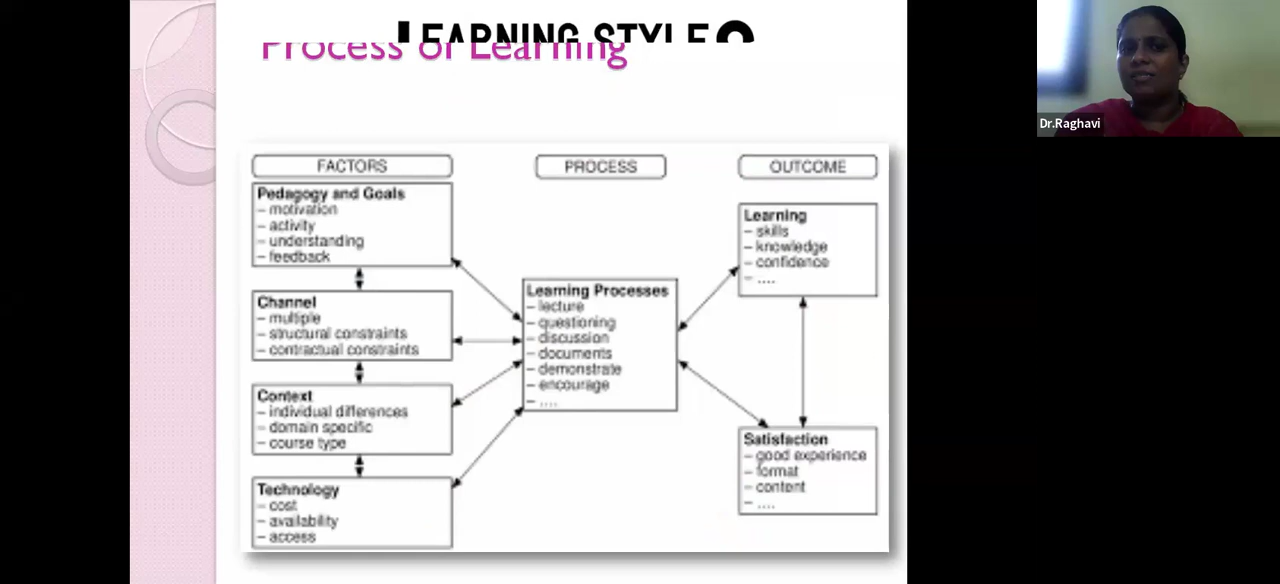 LEARNING STYLE
Process of Learning
Dr.Raghavi
FACTORS
PROCESS
OUTCOME
Pedagogy and Goals
– motivation
– activity
– understanding
– feedback
Channel
– multiple
– structural constraints
– contractual constraints
Context
– individual differences
– domain specific
– course type
Technology
– cost
– availability
– access
Learning Processes
– lecture
– questioning
– discussion
– documents
– demonstrate
– encourage
– ....
Learning
– skills
– knowledge
– confidence
– ....
Satisfaction
– good experience
– format
– content
– ....